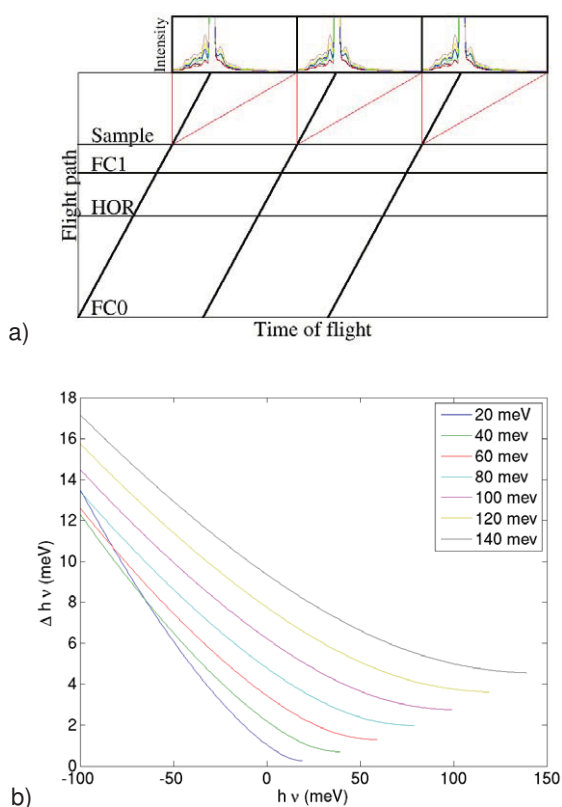 Intensity
Sample
FC1
HOR
FC0
Flight path
Time of flight
a)
18
16
14
12
10
8
6
4
2
0
Δ h ν (meV)
20 meV
40 mev
60 mev
80 mev
100 mev
120 mev
140 mev
-100 -50 0 50 100 150
h ν (meV)
b)